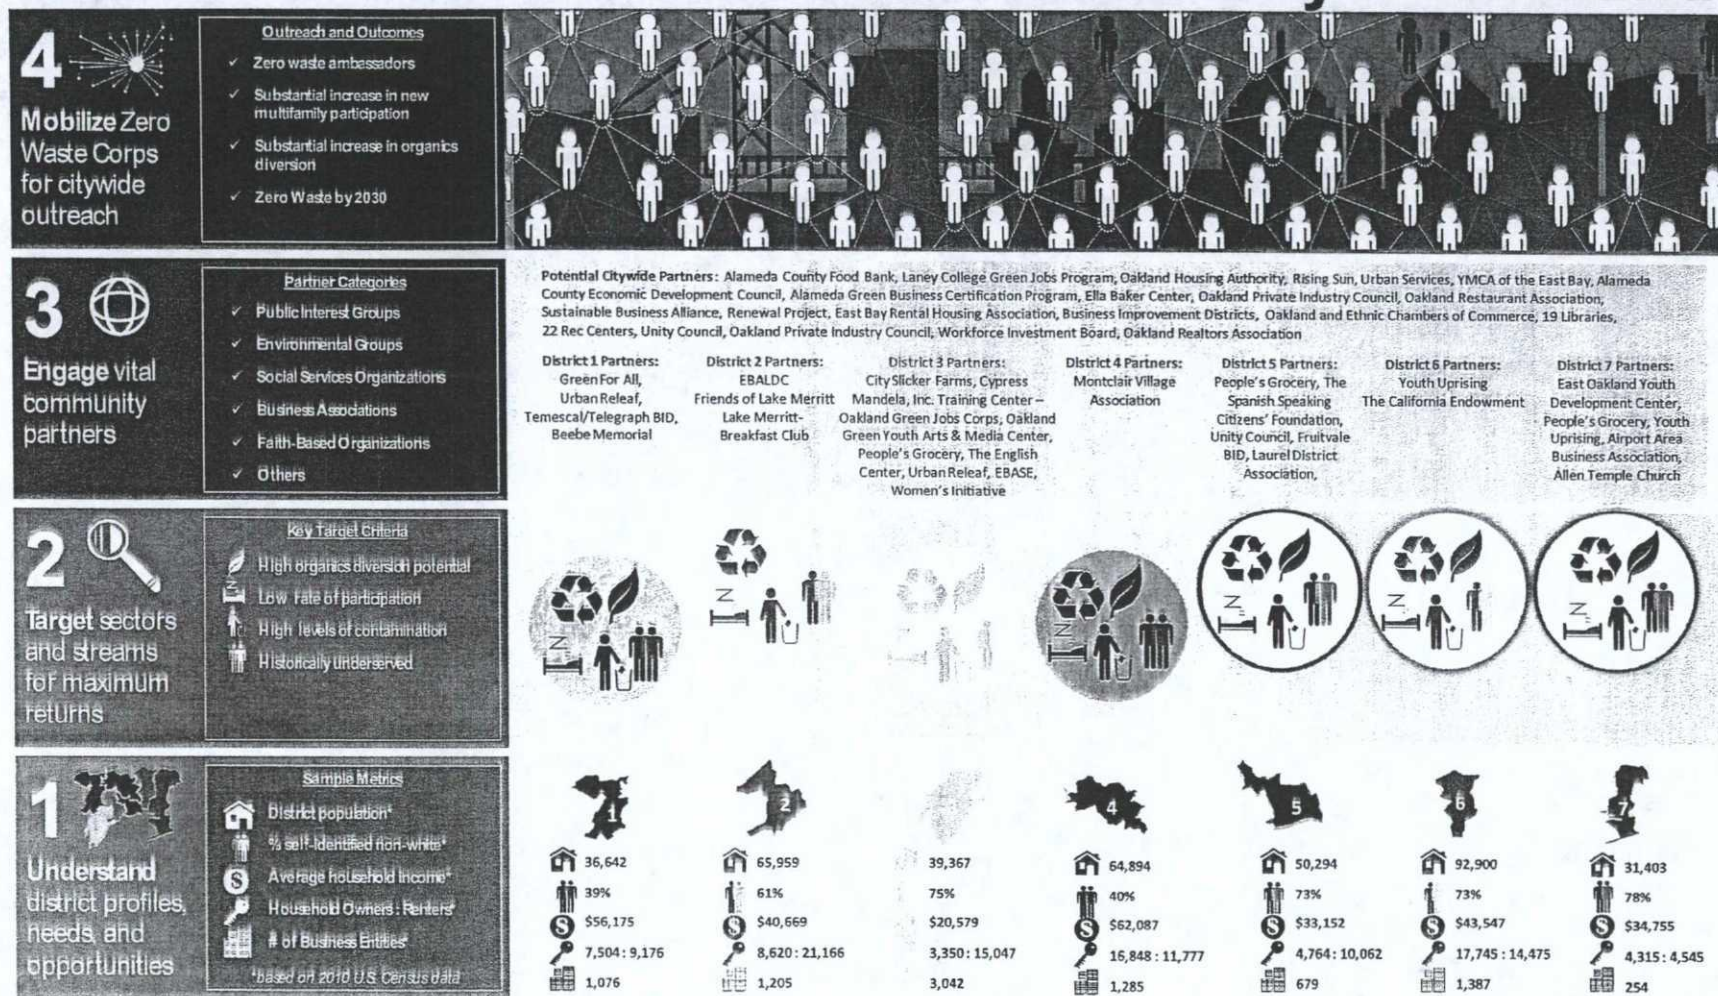 4
Mobilize Zero
Waste Corps
for citywide
outreach
Outreach and Outcomes
✓ Zero waste ambassadors
✓ Substantial increase in new
multifamily participation
✓ Substantial increase in organics
diversion
✓ Zero Waste by 2030
3
Engage vital
community
partners
Partner Categories
✓ Public Interest Groups
✓ Environmental Groups
✓ Social Services Organizations
✓ Business Associations
✓ Faith-Based Organizations
✓ Others
Potential Citywide Partners: Alameda County Food Bank, Laney College Green Jobs Program, Oakland Housing Authority, Rising Sun, Urban Services, YMCA of the East Bay, Alameda
County Economic Development Council, Alameda Green Business Certification Program, Ella Baker Center, Oakland Private Industry Council, Oakland Restaurant Association,
Sustainable Business Alliance, Renewal Project, East Bay Rental Housing Association, Business Improvement Districts, Oakland and Ethnic Chambers of Commerce, 19 Libraries,
22 Rec Centers, Unity Council, Oakland Private Industry Council, Workforce Investment Board, Oakland Realtors Association
District 1 Partners:
Green For All,
Urban Releaf,
Temescal/Telegraph BID,
Beebe Memorial
District 2 Partners:
EBALDC
Friends of Lake Merritt
Lake Merritt-
Breakfast Club
District 3 Partners:
City Slicker Farms, Cypress
Mandela, Inc. Training Center –
Oakland Green Jobs Corps, Oakland
Green Youth Arts & Media Center,
People's Grocery, The English
Center, Urban Releaf, EBASE,
Women's Initiative
District 4 Partners:
Montclair Village
Association
District 5 Partners:
People's Grocery, The
Spanish Speaking
Citizens' Foundation,
Unity Council, Fruitvale
BID, Laurel District
Association,
District 6 Partners:
Youth Uprising
The California Endowment
District 7 Partners:
East Oakland Youth
Development Center,
People's Grocery, Youth
Uprising, Airport Area
Business Association,
Allen Temple Church
2
Target sectors
and streams
for maximum
returns
Key Target Criteria
High organics diversion potential
Low rate of participation
High levels of contamination
Historically underserved
1
Understand
district profiles,
needs, and
opportunities
Sample Metrics
District population*
% self-identified non-white*
Average household income*
Household Owners : Renters*
# of Business Entities*
*based on 2010 U.S. Census data
1
36,642
39%
$56,175
7,504 : 9,176
1,076
2
65,959
61%
$40,669
8,620 : 21,166
1,205
39,367
75%
$20,579
3,350 : 15,047
3,042
4
64,894
40%
$62,087
16,848 : 11,777
1,285
5
50,294
73%
$33,152
4,764 : 10,062
679
6
92,900
73%
$43,547
17,745 : 14,475
1,387
7
31,403
78%
$34,755
4,315 : 4,545
254